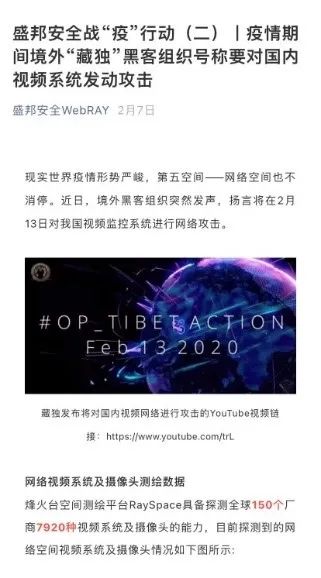 盛邦安全战“疫”行动（二）丨疫情期
间境外“藏独”黑客组织号称要对国内
视频系统发动攻击
盛邦安全WebRAY 2月7日
现实世界疫情形势严峻，第五空间——网络空间也不
消停。近日，境外黑客组织突然发声，扬言将在2月
13日对我国视频监控系统进行网络攻击。
#OP_TIBETACTION
Feb 13 2020
藏独发布将对国内视频网络进行攻击的YouTube视频链
接：https://www.youtube.com/trL
网络视频系统及摄像头测绘数据
烽火台空间测绘平台RaySpace具备探测全球150个厂
商7920种视频系统及摄像头的能力，目前探测到的网
络空间视频系统及摄像头情况如下图所示：